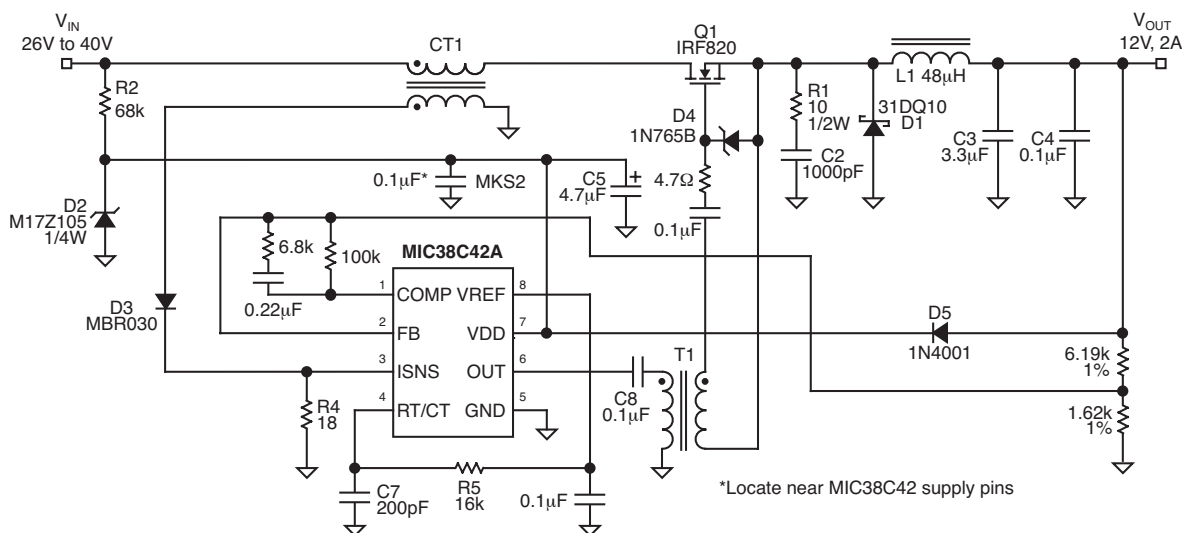 VIN
26V to 40V
CT1
Q1
IRF820
VOUT
12V, 2A
R2
68k
L1 48µH
R1
10
1/2W
31DQ10
D1
D4
1N765B
C3
3.3µF
C4
0.1µF
C2
1000pF
0.1µF*
MKS2
C5
4.7µF
+
4.7Ω
0.1µF
D2
M17Z105
1/4W
6.8k
100k
0.22µF
MIC38C42A
1
COMP
VREF
8
2
FB
VDD
7
3
ISNS
OUT
6
4
RT/CT
GND
5
D3
MBR030
D5
1N4001
6.19k
1%
1.62k
1%
T1
C8
0.1µF
R4
18
C7
200pF
R5
16k
0.1µF
*Locate near MIC38C42 supply pins